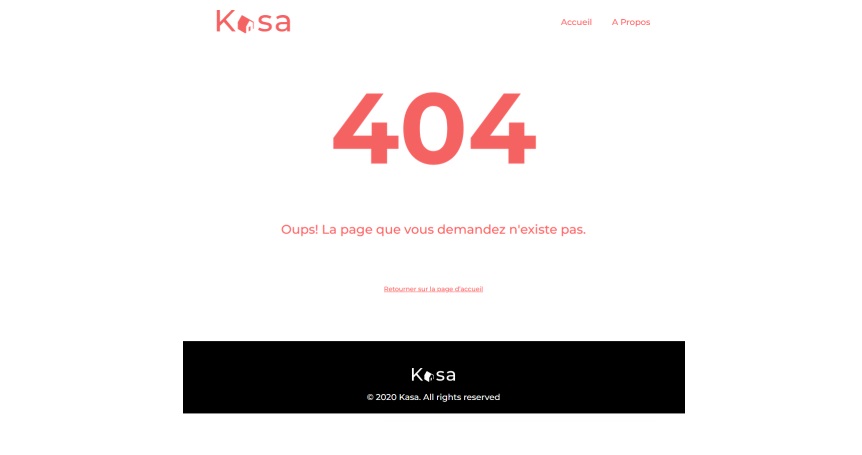 Kasa
Accueil A Propos
404
Oups! La page que vous demandez n'existe pas.
Retourner sur la page d'accueil
Kasa
© 2020 Kasa. All rights reserved